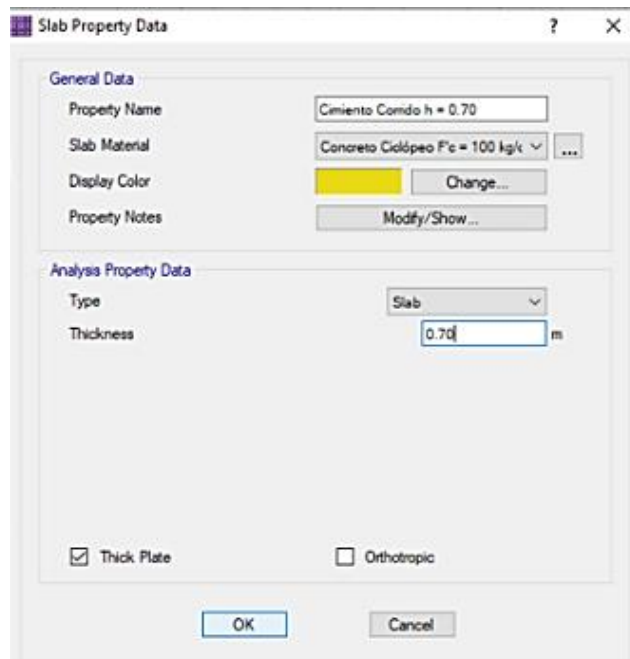 Slab Property Data ? X
General Data
Property Name Cimiento Corrido h = 0.70
Slab Material Concreto Ciclópeo F'c = 100 kg/c ...
Display Color Change...
Property Notes Modify/Show...
Analysis Property Data
Type Slab
Thickness 0.70 m
Thick Plate Orthotropic
OK Cancel